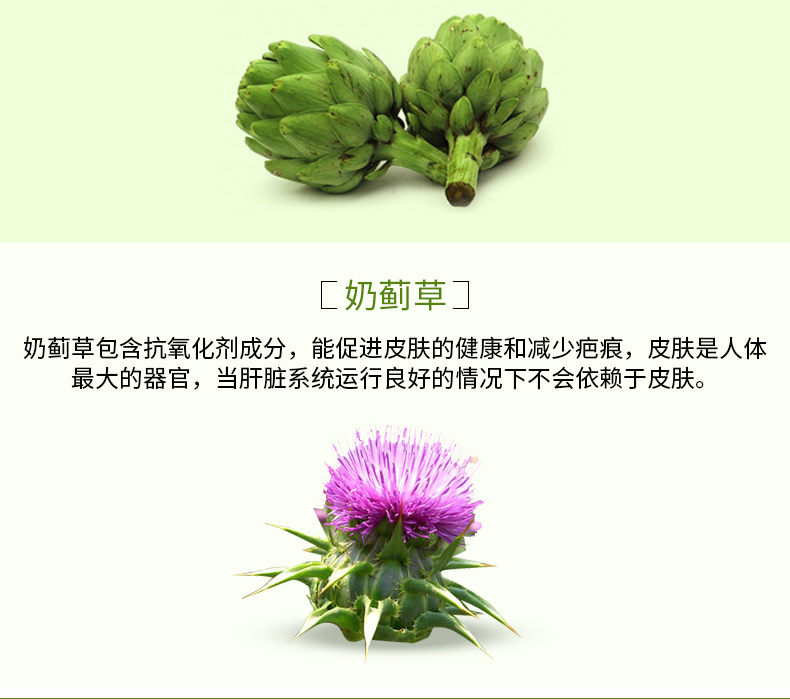 [奶蓟草]
奶蓟草包含抗氧化剂成分，能促进皮肤的健康和减少疤痕，皮肤是人体
最大的器官，当肝脏系统运行良好的情况下不会依赖于皮肤。